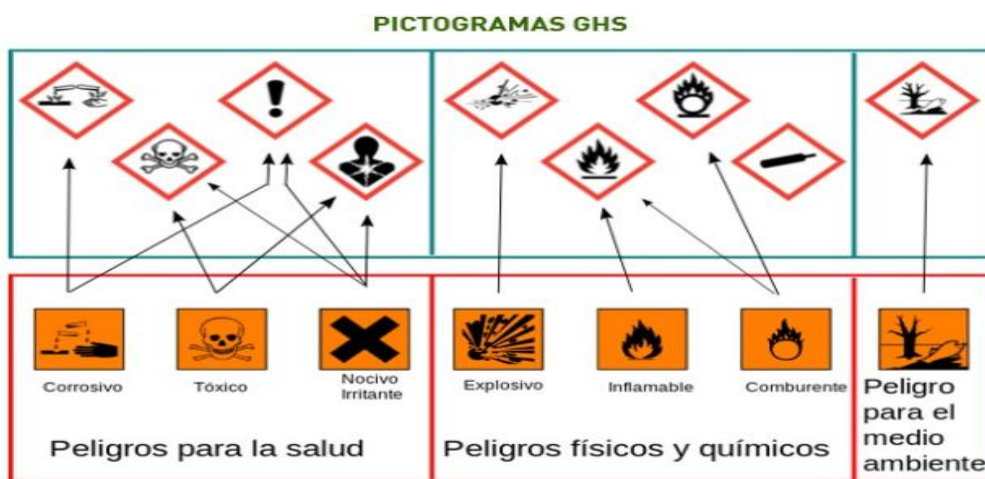 PICTOGRAMAS GHS
Corrosivo
Tóxico
Nocivo
Irritante
Explosivo
Inflamable
Comburente
Peligro
para el
medio
ambiente
Peligros para la salud
Peligros físicos y químicos